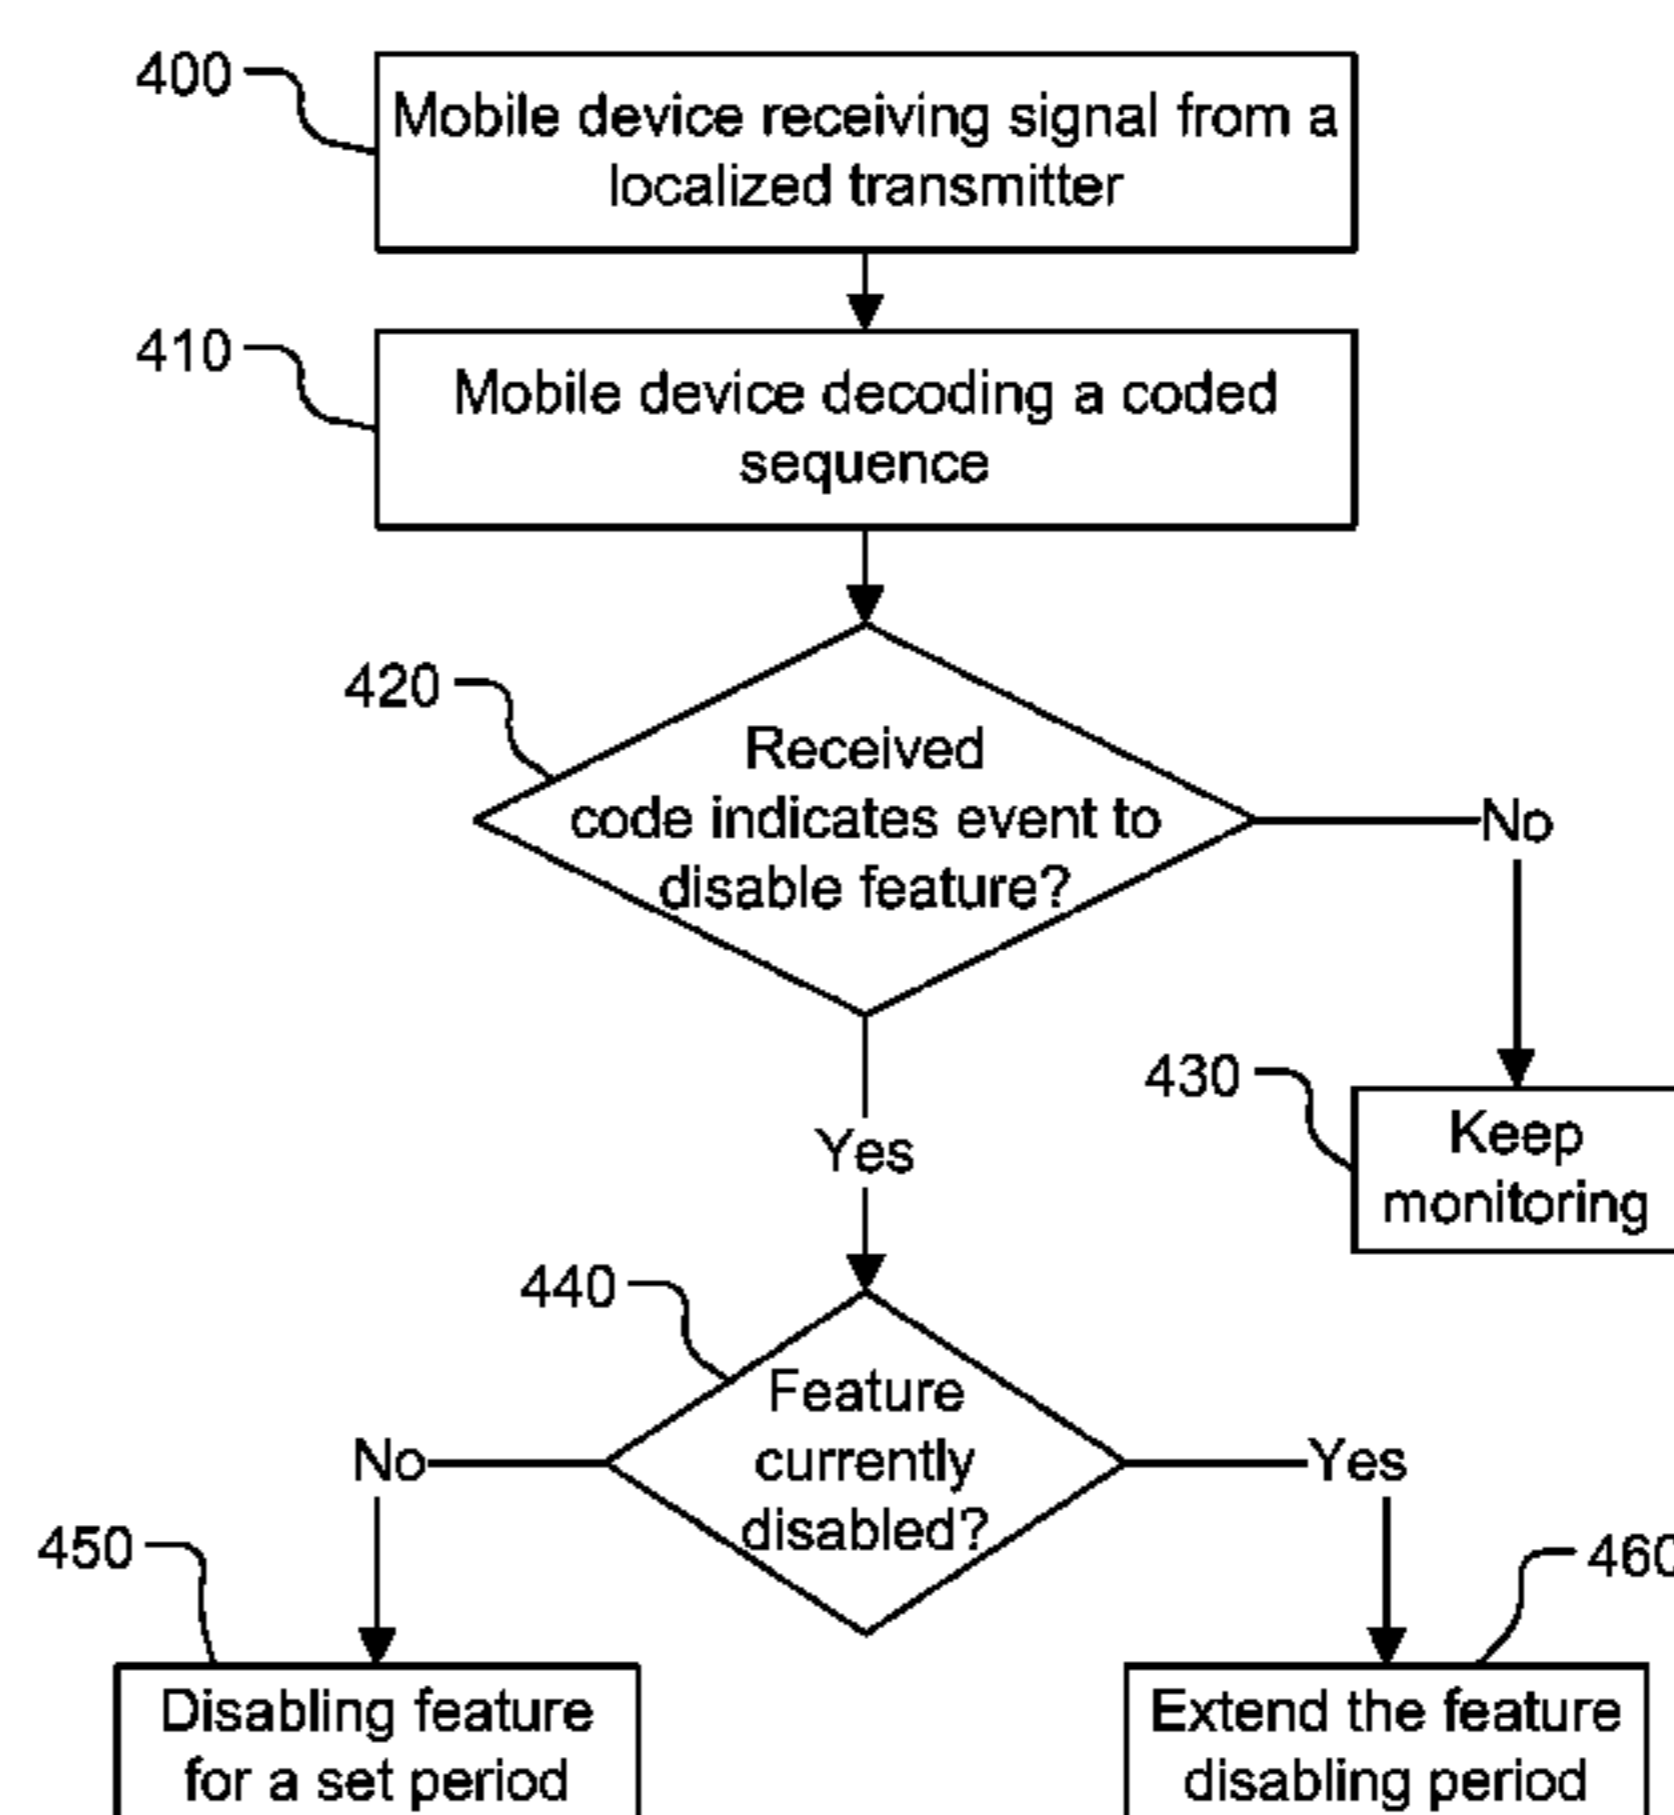 400
Mobile device receiving signal from a
localized transmitter
410
Mobile device decoding a coded
sequence
420
Received
code indicates event to
disable feature?
No
430
Keep
monitoring
Yes
440
Feature
currently
disabled?
No
Yes
450
460
Disabling feature
for a set period
Extend the feature
disabling period